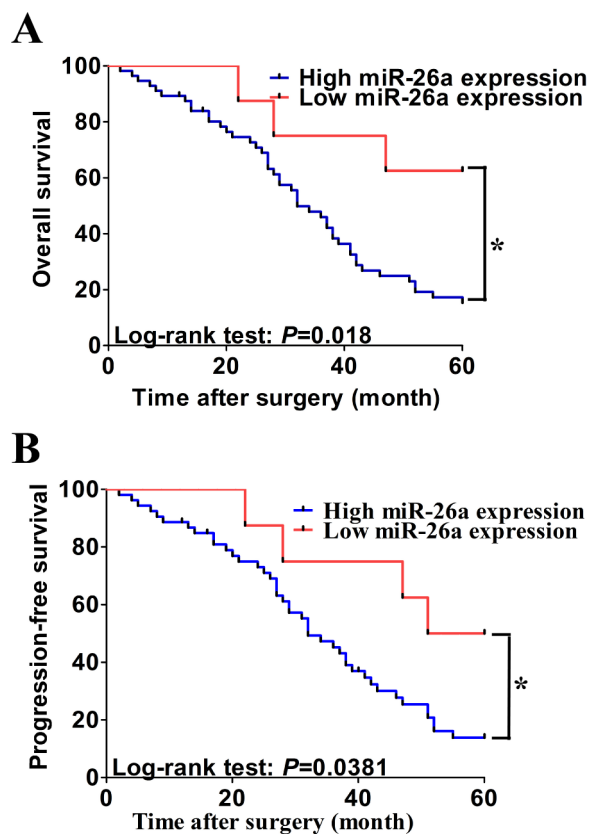 A
Overall survival
100
80
60
40
20
0
High miR-26a expression
Low miR-26a expression
*
Log-rank test: P=0.018
0 20 40 60
Time after surgery (month)
B
Progression-free survival
100
80
60
40
20
0
High miR-26a expression
Low miR-26a expression
*
Log-rank test: P=0.0381
0 20 40 60
Time after surgery (month)